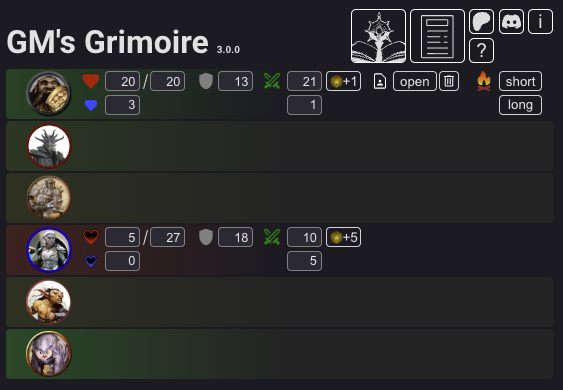 GM's Grimoire 3.0.0
20 / 20 13 21 +1 open short
3 1 long
5 / 27 18 10 +5
0 5
i
?